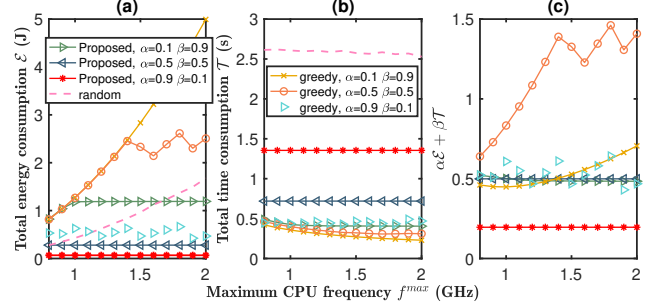 (a)
(b)
(c)
Total energy consumption ℰ (J)
5
4
3
2
1
0
Proposed, α=0.1 β=0.9
Proposed, α=0.5 β=0.5
Proposed, α=0.9 β=0.1
random
1
1.5
2
Total time consumption 𝒯 (s)
3
2.5
2
1.5
1
0.5
0
greedy, α=0.1 β=0.9
greedy, α=0.5 β=0.5
greedy, α=0.9 β=0.1
1
1.5
2
αℰ + β𝒯
1.5
1
0.5
0
1
1.5
2
Maximum CPU frequency f^max (GHz)